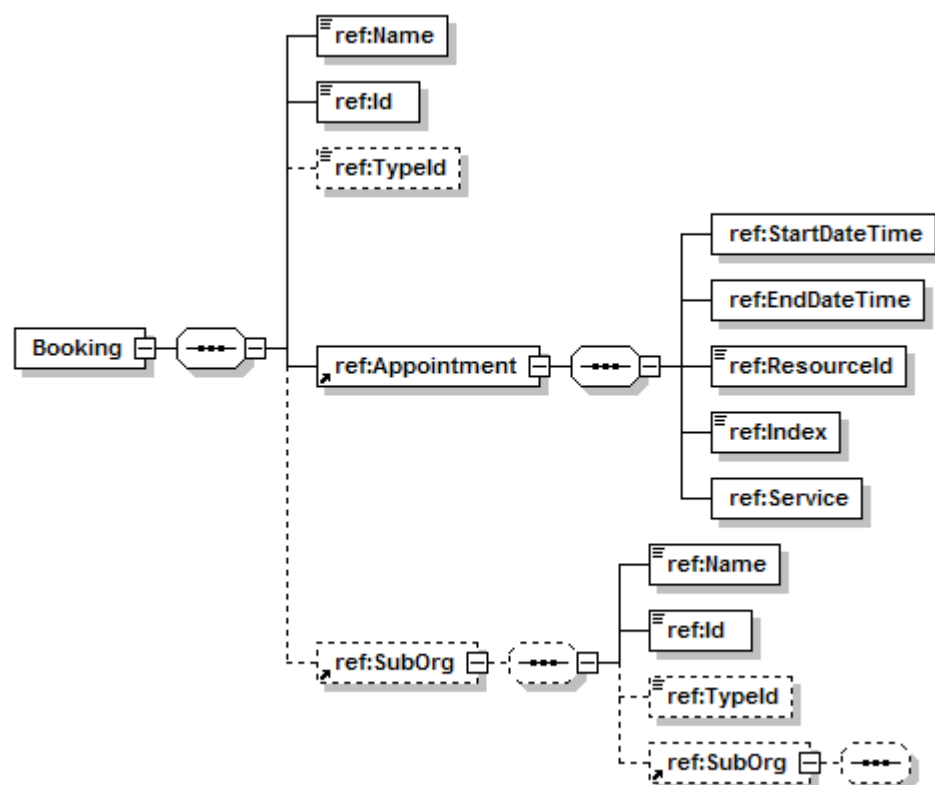 ref:Name
ref:Id
ref:TypeId
ref:StartDateTime
ref:EndDateTime
Booking
ref:Appointment
ref:ResourceId
ref:Index
ref:Service
ref:Name
ref:Id
ref:SubOrg
ref:TypeId
ref:SubOrg